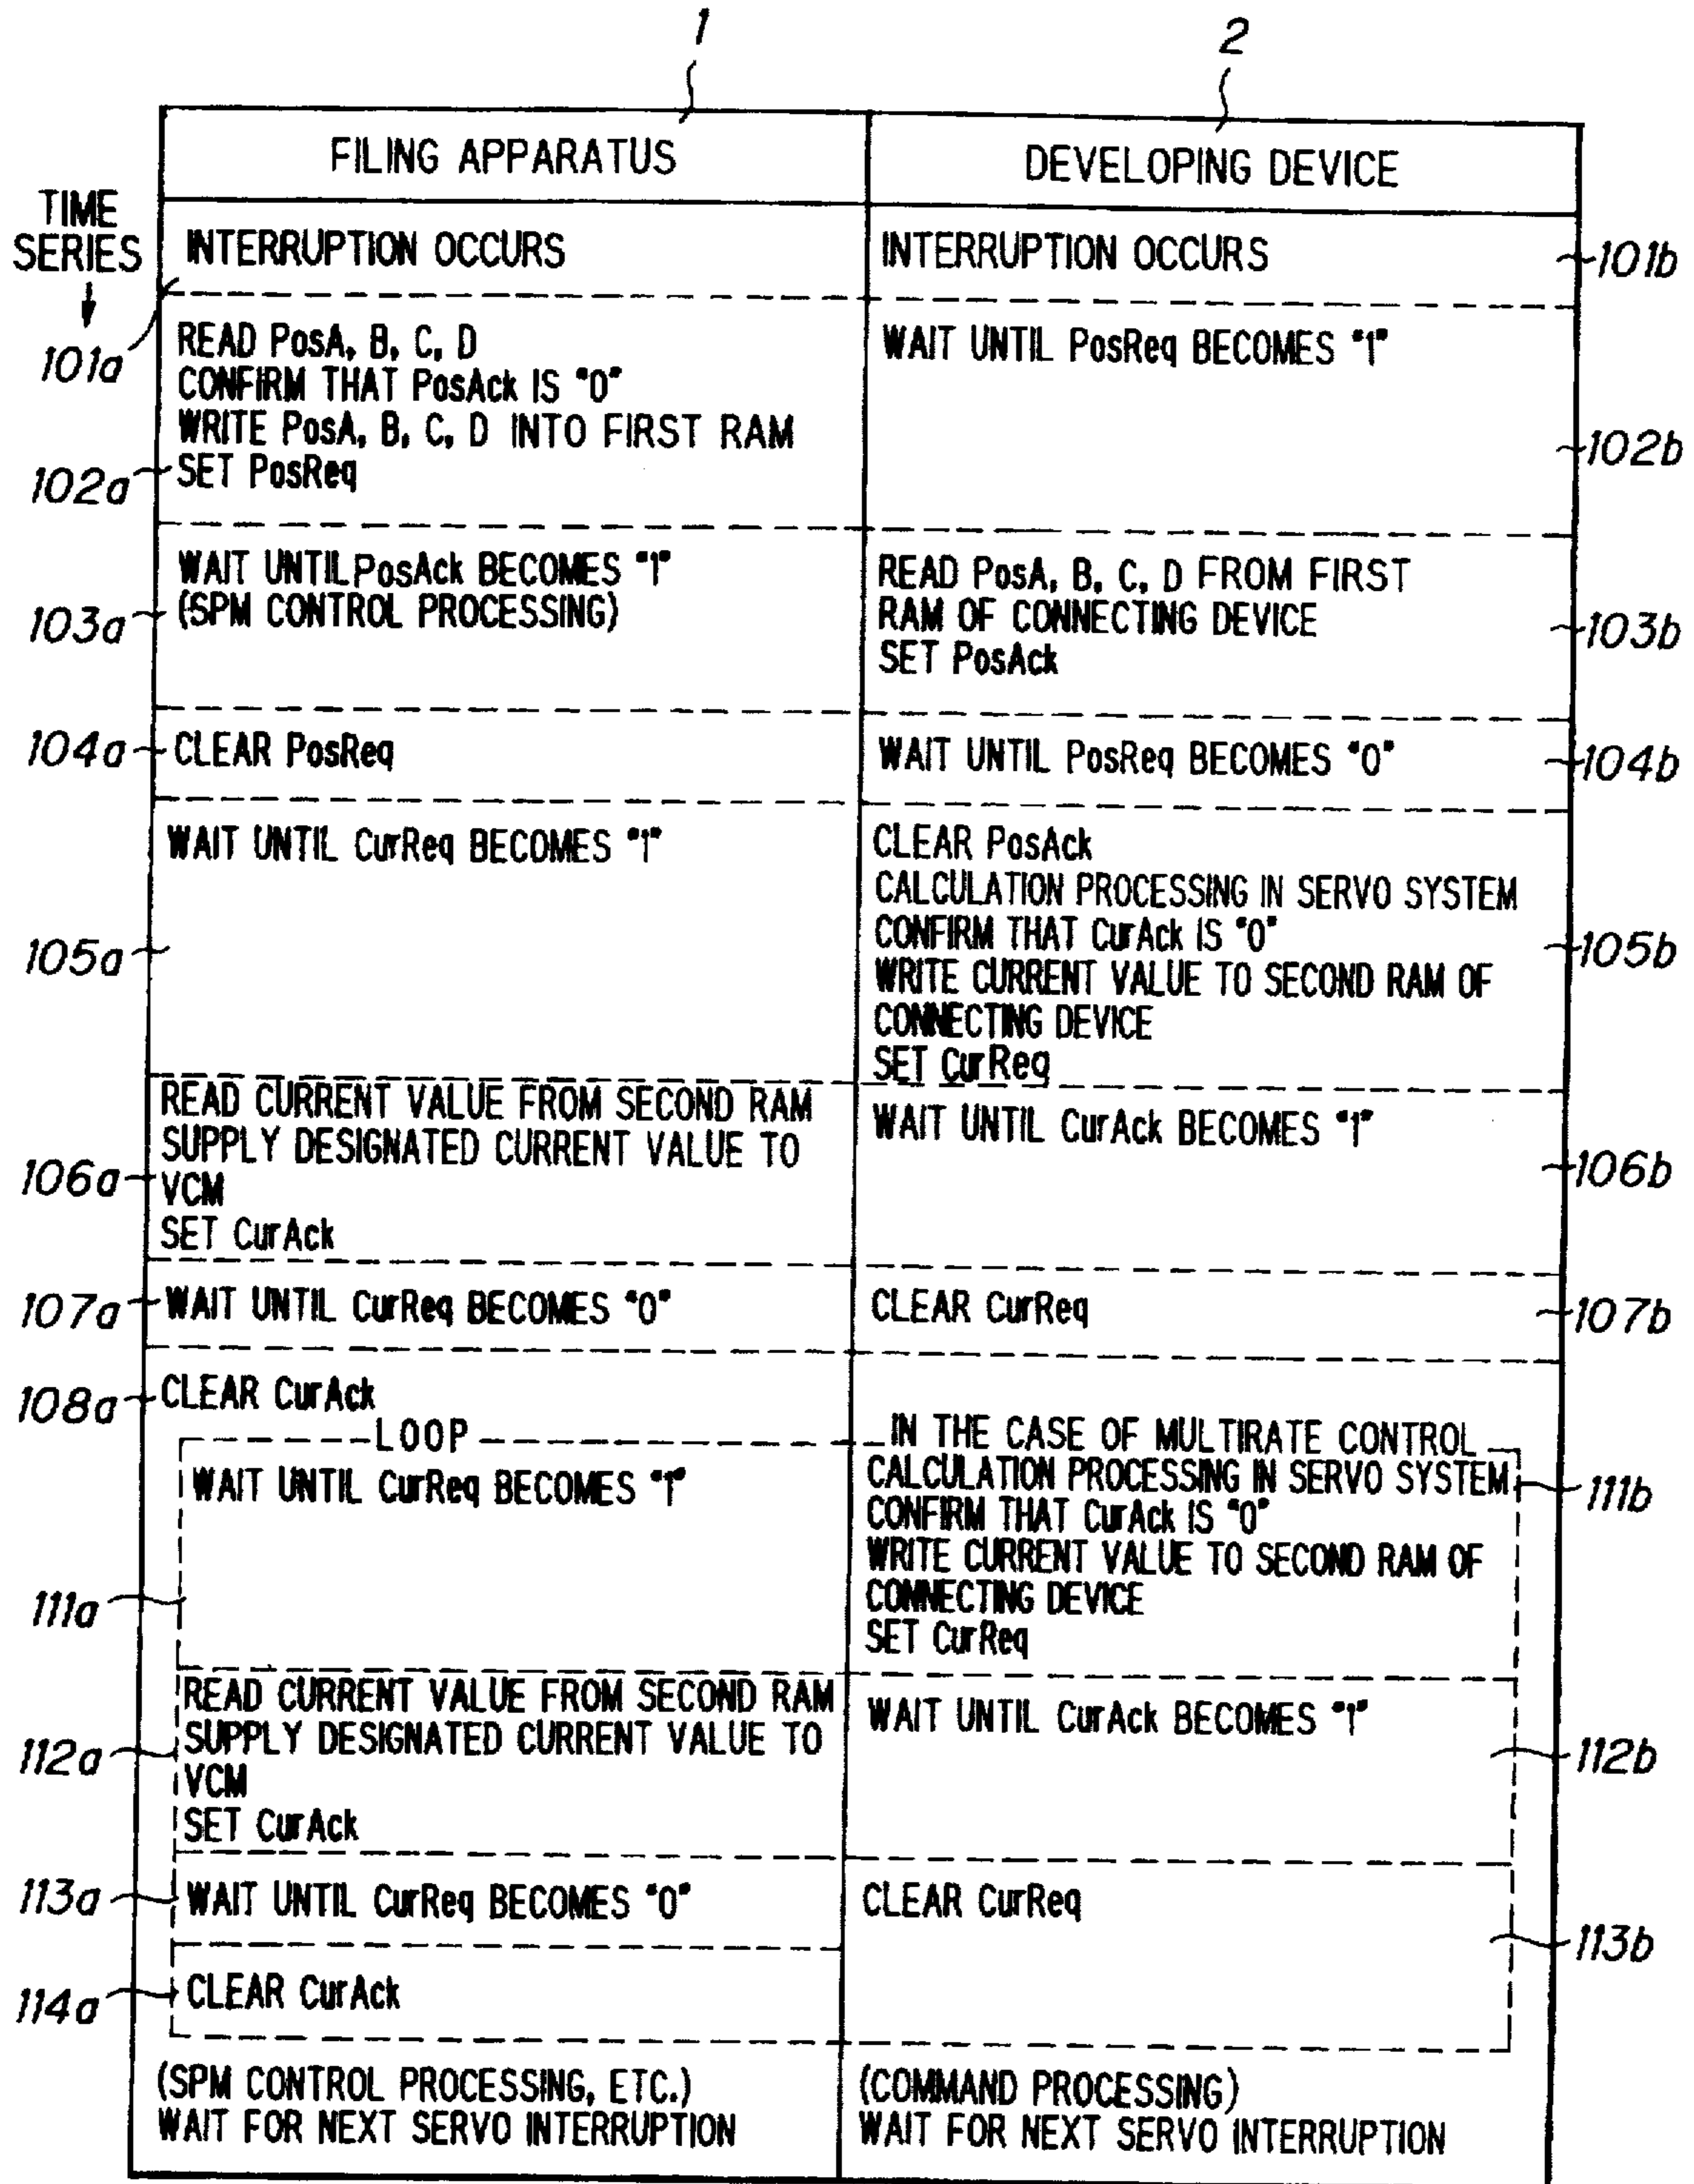 1
2
FILING APPARATUS
DEVELOPING DEVICE
TIME
SERIES
INTERRUPTION OCCURS
INTERRUPTION OCCURS
101b
101a
READ PosA, B, C, D
CONFIRM THAT PosAck IS "0"
WRITE PosA, B, C, D INTO FIRST RAM
SET PosReq
102a
WAIT UNTIL PosReq BECOMES "1"
102b
WAIT UNTIL PosAck BECOMES "1"
(SPM CONTROL PROCESSING)
103a
READ PosA, B, C, D FROM FIRST
RAM OF CONNECTING DEVICE
SET PosAck
103b
104a
CLEAR PosReq
WAIT UNTIL PosReq BECOMES "0"
104b
WAIT UNTIL CurReq BECOMES "1"
105a
CLEAR PosAck
CALCULATION PROCESSING IN SERVO SYSTEM
CONFIRM THAT CurAck IS "0"
WRITE CURRENT VALUE TO SECOND RAM OF
CONNECTING DEVICE
SET CurReq
105b
READ CURRENT VALUE FROM SECOND RAM
SUPPLY DESIGNATED CURRENT VALUE TO
VCM
SET CurAck
106a
WAIT UNTIL CurAck BECOMES "1"
106b
107a
WAIT UNTIL CurReq BECOMES "0"
CLEAR CurReq
107b
108a
CLEAR CurAck
LOOP
WAIT UNTIL CurReq BECOMES "1"
111a
IN THE CASE OF MULTIRATE CONTROL
CALCULATION PROCESSING IN SERVO SYSTEM
CONFIRM THAT CurAck IS "0"
WRITE CURRENT VALUE TO SECOND RAM OF
CONNECTING DEVICE
SET CurReq
111b
READ CURRENT VALUE FROM SECOND RAM
SUPPLY DESIGNATED CURRENT VALUE TO
VCM
SET CurAck
112a
WAIT UNTIL CurAck BECOMES "1"
112b
113a
WAIT UNTIL CurReq BECOMES "0"
CLEAR CurReq
113b
114a
CLEAR CurAck
(SPM CONTROL PROCESSING, ETC.)
WAIT FOR NEXT SERVO INTERRUPTION
(COMMAND PROCESSING)
WAIT FOR NEXT SERVO INTERRUPTION